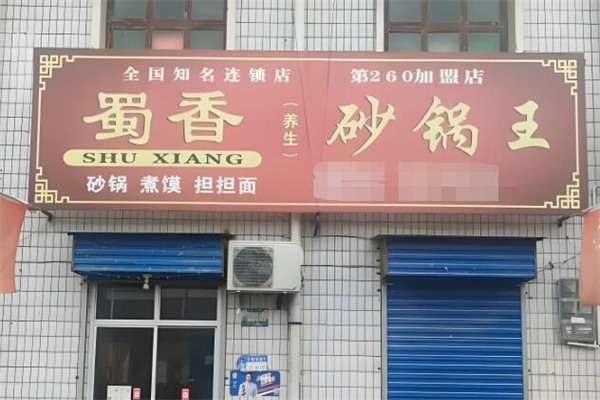 全国知名连锁店 第260加盟店
蜀香
(养生)
砂锅王
SHU XIANG
砂锅 煮馍 担担面